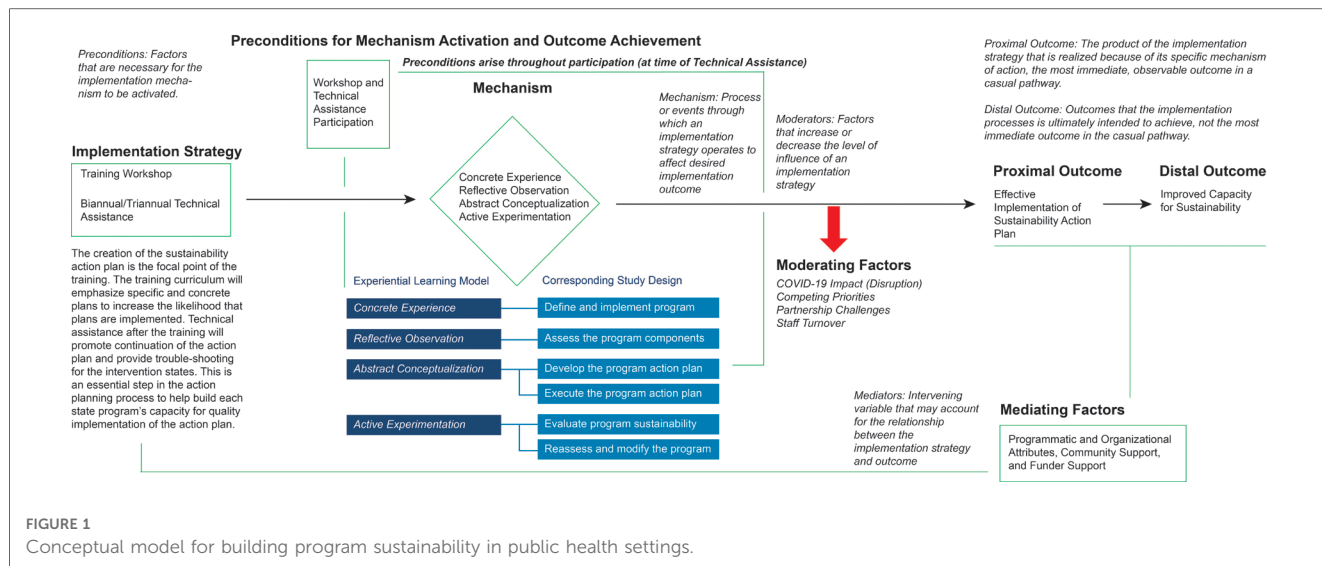 Preconditions for Mechanism Activation and Outcome Achievement
Preconditions: Factors
that are necessary for the
implementation mecha-
nism to be activated.
Workshop and
Technical
Assistance
Participation
Preconditions arise throughout participation (at time of Technical Assistance)
Mechanism
Mechanism: Process
or events through
which an
implementation
strategy operates to
affect desired
implementation
outcome
Moderators: Factors
that increase or
decrease the level of
influence of an
implementation
strategy
Proximal Outcome: The product of the implementation
strategy that is realized because of its specific mechanism
of action, the most immediate, observable outcome in a
casual pathway.
Distal Outcome: Outcomes that the implementation
processes is ultimately intended to achieve, not the most
immediate outcome in the casual pathway.
Implementation Strategy
Training Workshop
Biannual/Triannual Technical
Assistance
Concrete Experience
Reflective Observation
Abstract Conceptualization
Active Experimentation
Proximal Outcome
Effective
Implementation of
Sustainability Action
Plan
Distal Outcome
Improved Capacity
for Sustainability
The creation of the sustainability
action plan is the focal point of the
training. The training curriculum will
emphasize specific and concrete
plans to increase the likelihood that
plans are implemented. Technical
assistance after the training will
promote continuation of the action
plan and provide trouble-shooting
for the intervention states. This is
an essential step in the action
planning process to help build each
state program's capacity for quality
implementation of the action plan.
Experiential Learning Model
Corresponding Study Design
Concrete Experience
Define and implement program
Reflective Observation
Assess the program components
Abstract Conceptualization
Develop the program action plan
Execute the program action plan
Active Experimentation
Evaluate program sustainability
Reassess and modify the program
Moderating Factors
COVID-19 Impact (Disruption)
Competing Priorities
Partnership Challenges
Staff Turnover
Mediators: Intervening
variable that may account
for the relationship
between the
implementation strategy
and outcome
Mediating Factors
Programmatic and Organizational
Attributes, Community Support,
and Funder Support
FIGURE 1
Conceptual model for building program sustainability in public health settings.